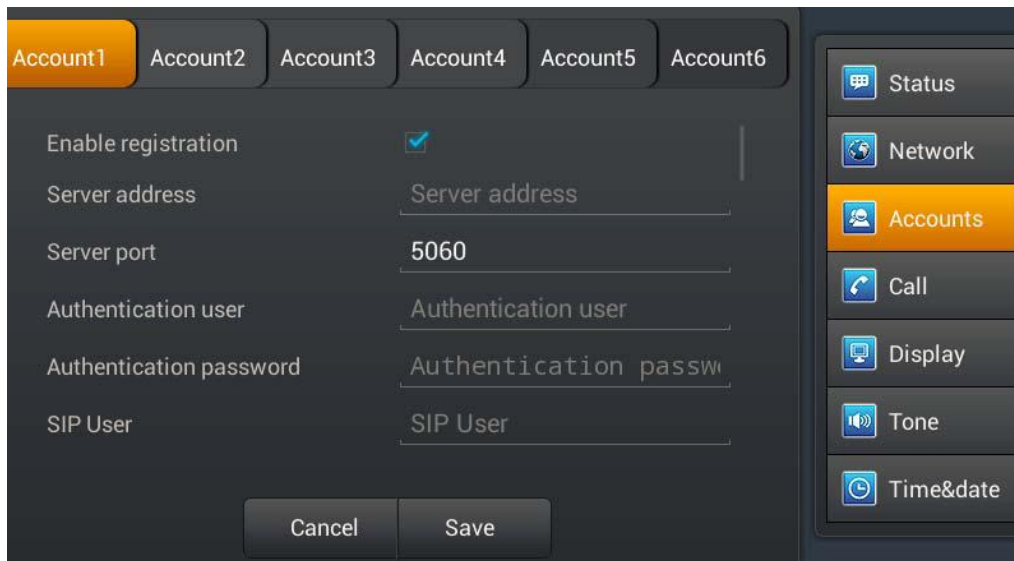 Account1 Account2 Account3 Account4 Account5 Account6
Enable registration
Server address Server address
Server port 5060
Authentication user Authentication user
Authentication password Authentication passw
SIP User SIP User
Cancel Save
Status
Network
Accounts
Call
Display
Tone
Time&date